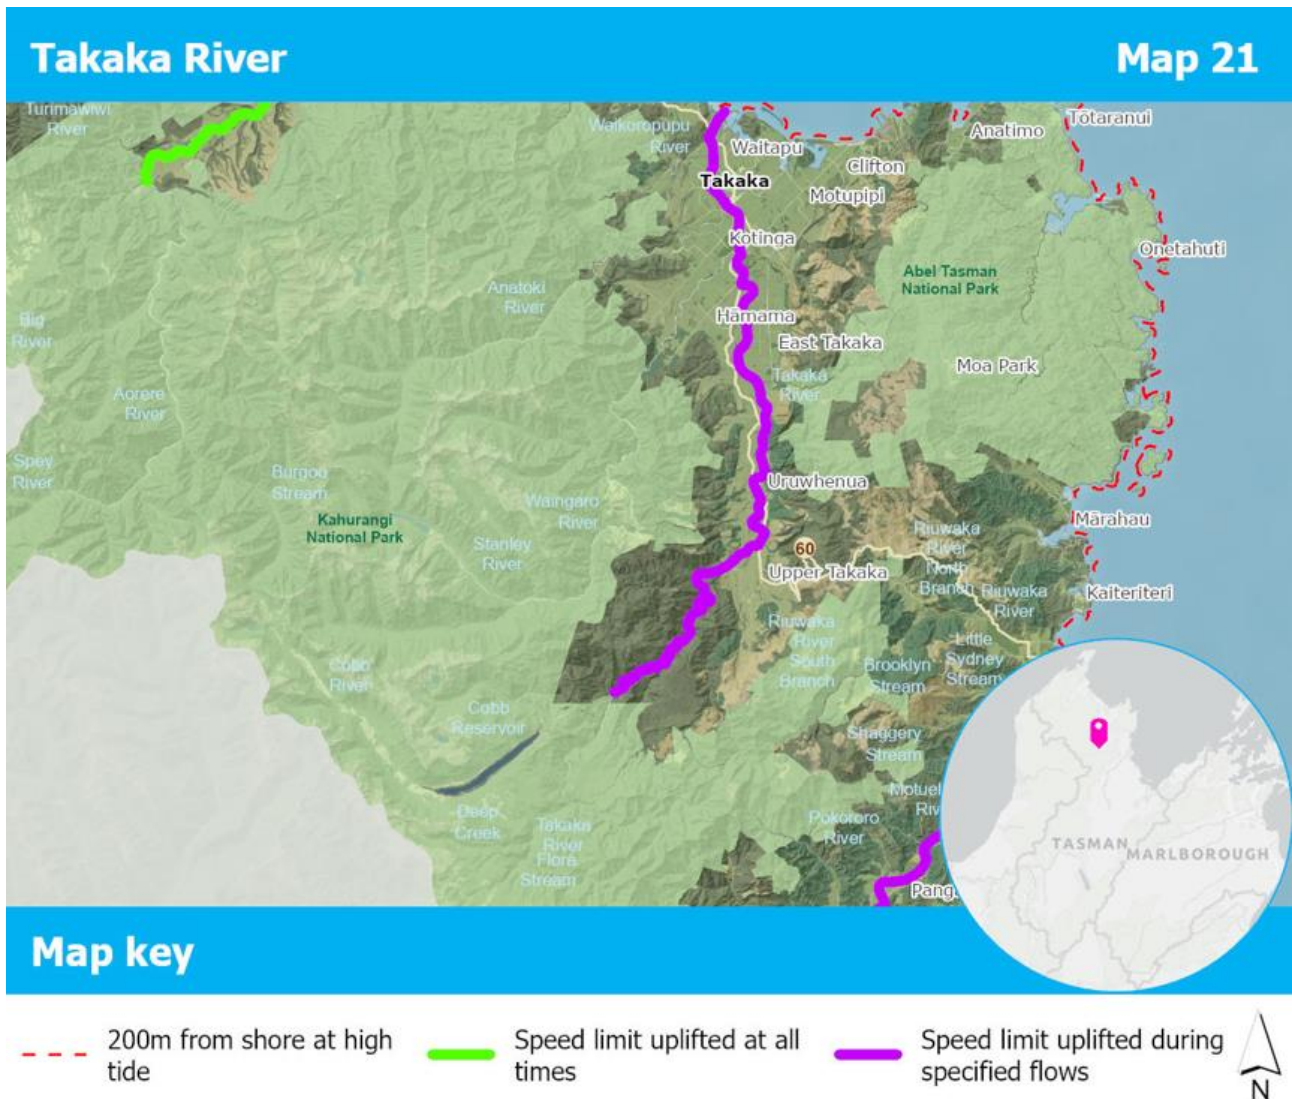 Takaka River
Map 21
Turimawiwi
River
Waikoropupu
River
Waitapu
Clifton
Anatimo
Tōtaranui
Takaka
Motupipi
Kotinga
Onetahuti
Abel Tasman
National Park
Anatoki
River
Big
River
Hāmama
East Takaka
Moa Park
Takaka
River
Aorere
River
Spey
River
Burgoo
Stream
Uruwhenua
Waingaro
River
Kahurangi
National Park
Stanley
River
Mārahau
60
Riuwaka
River
North
Branch
Upper Takaka
Riuwaka
River
Kaiteriteri
Riuwaka
River
South
Branch
Little
Sydney
Stream
Brooklyn
Stream
Cobb
River
Cobb
Reservoir
Shaggery
Stream
Motue
Riv
Pokororo
River
Deep
Creek
Takaka
River
Flora
Stream
Pang
TASMAN
MARLBOROUGH
Map key
200m from shore at high
tide
Speed limit uplifted at all
times
Speed limit uplifted during
specified flows
N